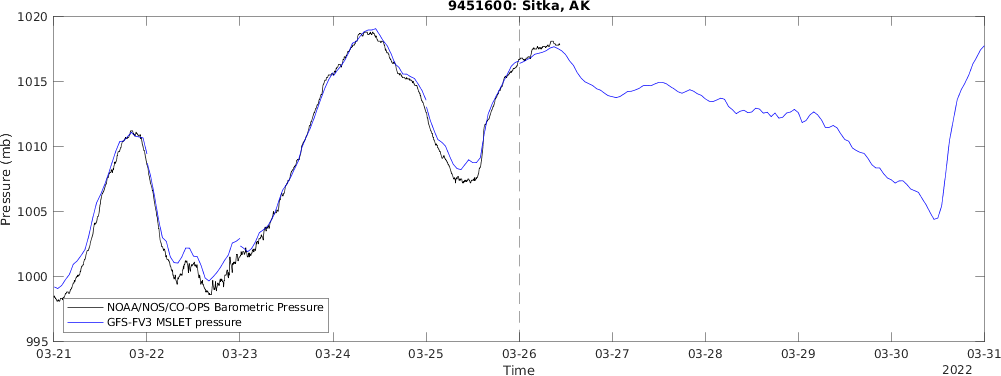 9451600: Sitka, AK
1020
1015
1010
1005
1000
995
Pressure (mb)
NOAA/NOS/CO-OPS Barometric Pressure
GFS-FV3 MSLET pressure
03-21 03-22 03-23 03-24 03-25 03-26 03-27 03-28 03-29 03-30 03-31
Time
2022